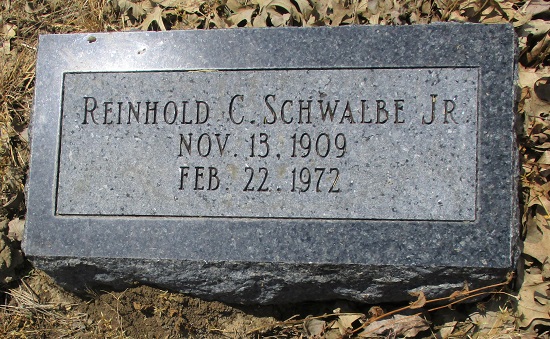 REINHOLD C. SCHWALBE JR
NOV. 13, 1909
FEB. 22, 1972